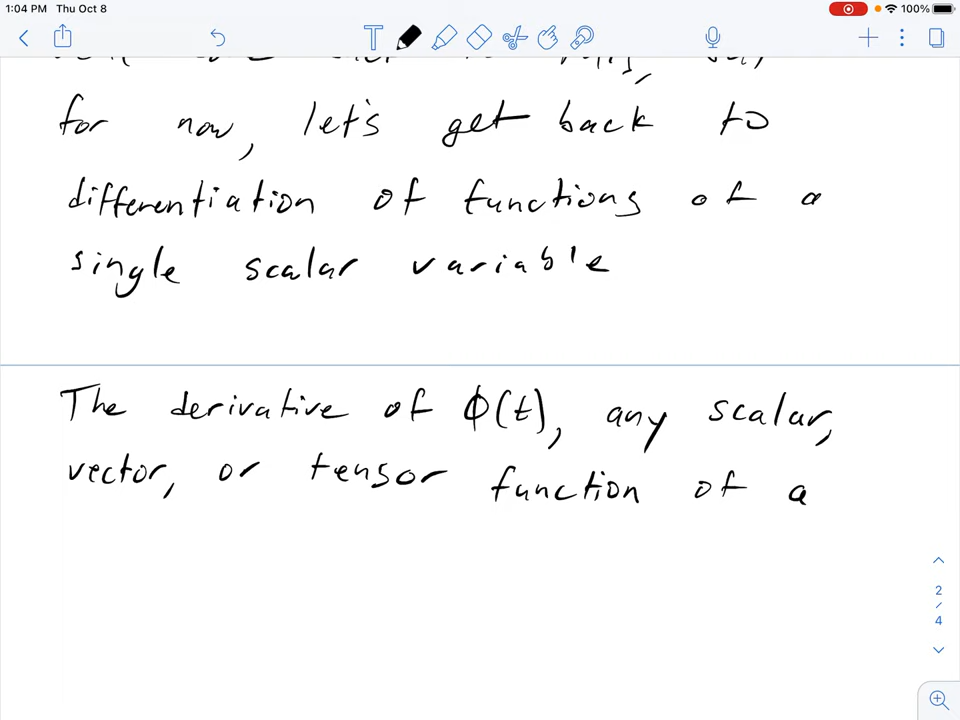 1:04 PM Thu Oct 8
100%
for now, let's get back to
differentiation of functions of a
single scalar variable
The derivative of ϕ(t), any scalar,
vector, or tensor function of a
2
/
4